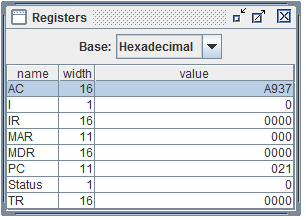 Registers
Base: Hexadecimal
name width value
AC 16 A937
I 1 0
IR 16 0000
MAR 11 000
MDR 16 0000
PC 11 021
Status 1 0
TR 16 0000